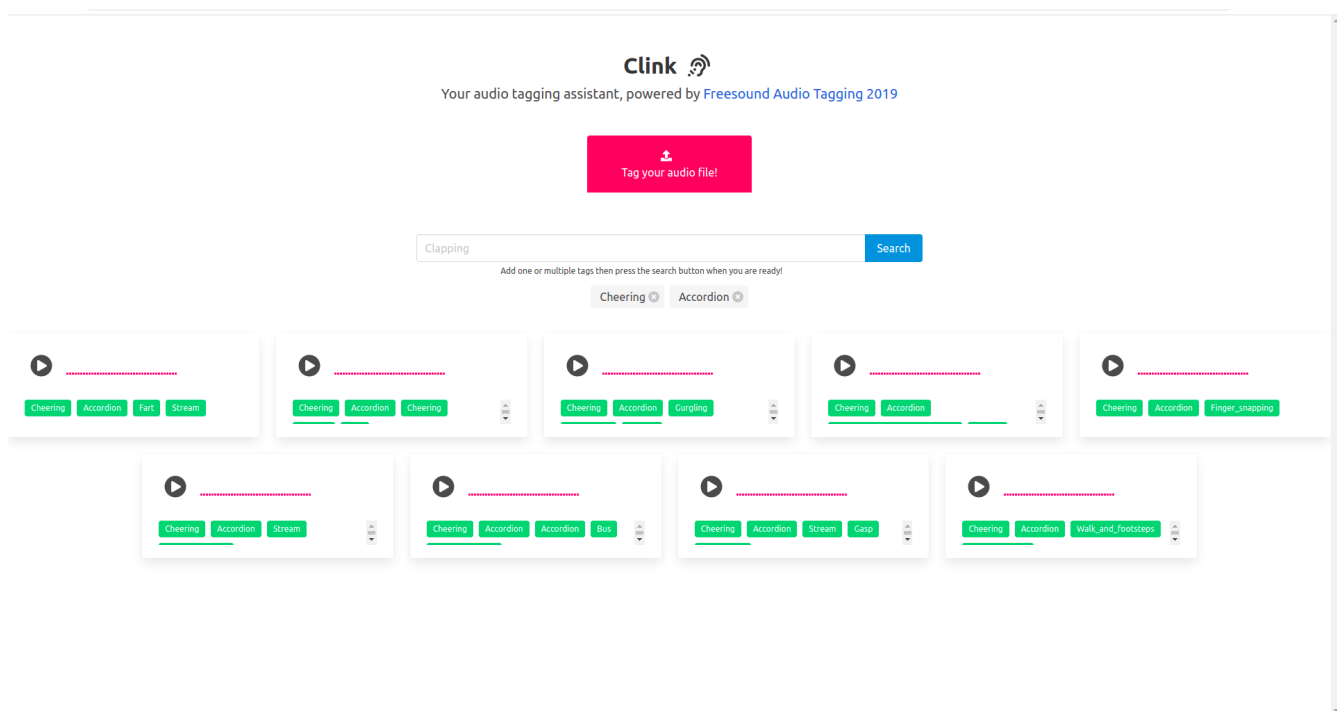 Clink
Your audio tagging assistant, powered by Freesound Audio Tagging 2019
Tag your audio file!
Clapping
Search
Add one or multiple tags then press the search button when you are ready!
Cheering Accordion
Cheering Accordion Fart Stream
Cheering Accordion Cheering
Cheering Accordion Gurgling
Cheering Accordion
Cheering Accordion Finger_snapping
Cheering Accordion Stream
Cheering Accordion Accordion Bus
Cheering Accordion Stream Gasp
Cheering Accordion Walk_and_footsteps